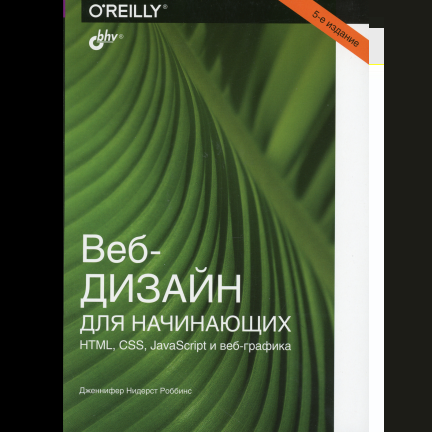 O'REILLY®
bhv®
5-е издание
Веб-
ДИЗАЙН
ДЛЯ НАЧИНАЮЩИХ
HTML, CSS, JavaScript и веб-графика
Дженнифер Нидерст Роббинс